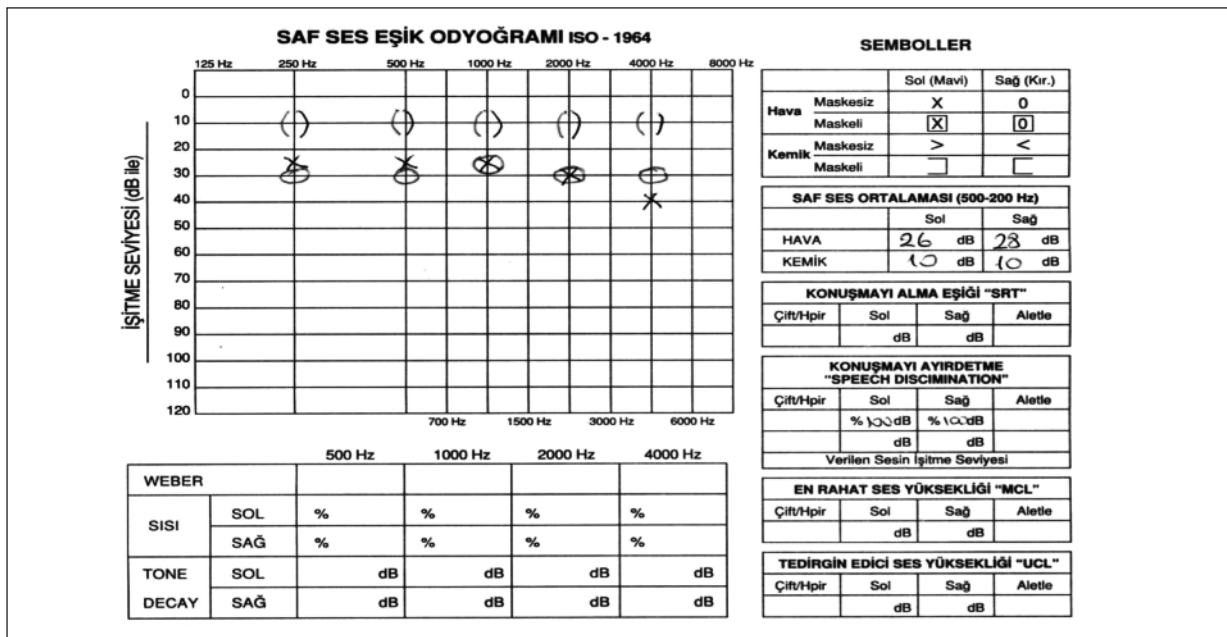 SAF SES EŞİK ODYOĞRAMI ISO - 1964
125 Hz 250 Hz 500 Hz 1000 Hz 2000 Hz 4000 Hz 8000 Hz
İŞİTME SEVİYESİ (dB ile)
0
10
20
30
40
50
60
70
80
90
100
110
120
700 Hz 1500 Hz 3000 Hz 6000 Hz
500 Hz 1000 Hz 2000 Hz 4000 Hz
WEBER
SISI
SOL % % % %
SAĞ % % % %
TONE DECAY
SOL dB dB dB dB
SAĞ dB dB dB dB
SEMBOLLER
Sol (Mavi) Sağ (Kır.)
Hava
Maskesiz X 0
Maskeli X 0
Kemik
Maskesiz > <
Maskeli
SAF SES ORTALAMASI (500-200 Hz)
Sol Sağ
HAVA 26 dB 28 dB
KEMİK 10 dB 10 dB
KONUŞMAYI ALMA EŞİĞİ "SRT"
Çift/Hpir Sol Sağ Aletle
dB dB
KONUŞMAYI AYIRDETME
"SPEECH DISCIMINATION"
Çift/Hpir Sol Sağ Aletle
% 100 dB % 100 dB
dB dB
Verilen Sesin İşitme Seviyesi
EN RAHAT SES YÜKSEKLİĞİ "MCL"
Çift/Hpir Sol Sağ Aletle
dB dB
TEDİRGİN EDİCİ SES YÜKSEKLİĞİ "UCL"
Çift/Hpir Sol Sağ Aletle
dB dB